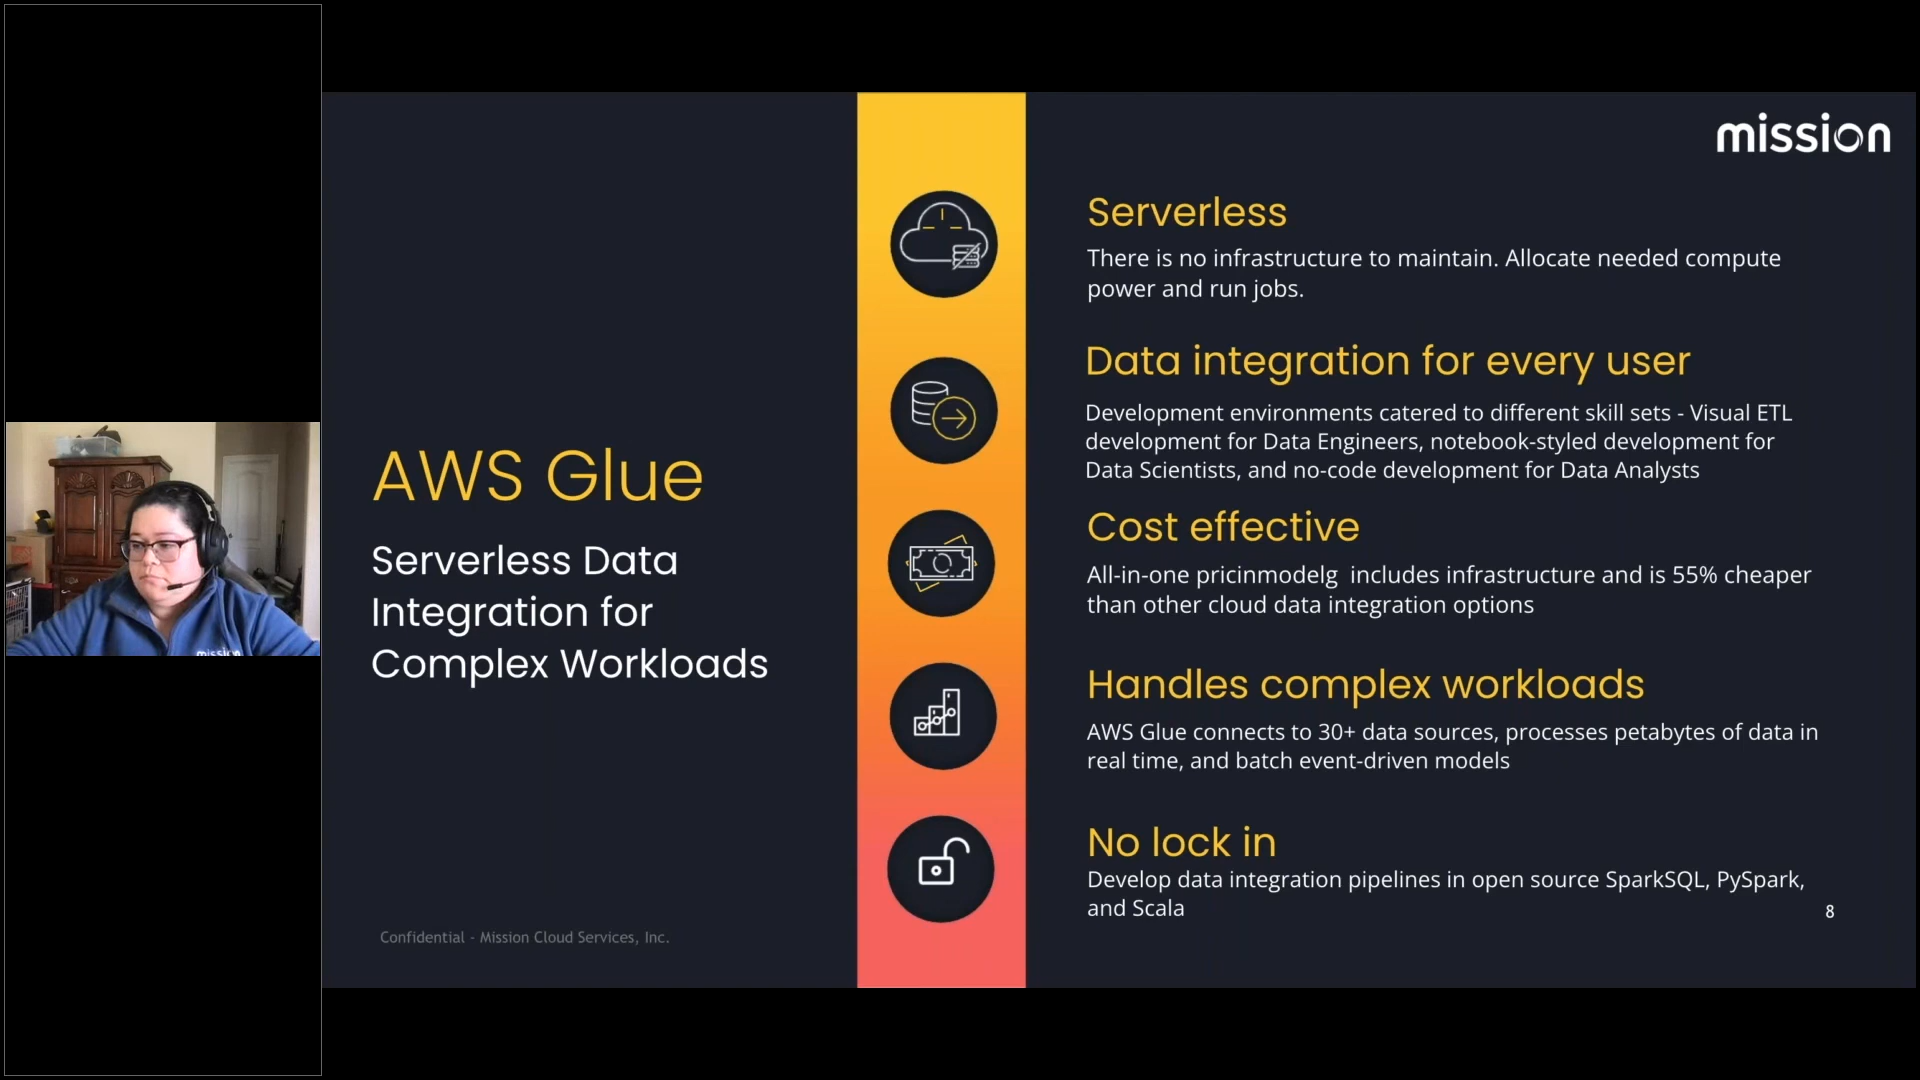 mission
AWS Glue
Serverless Data
Integration for
Complex Workloads
Confidential - Mission Cloud Services, Inc.
mission
Serverless
There is no infrastructure to maintain. Allocate needed compute
power and run jobs.
Data integration for every user
Development environments catered to different skill sets - Visual ETL
development for Data Engineers, notebook-styled development for
Data Scientists, and no-code development for Data Analysts
Cost effective
All-in-one pricinmodelg  includes infrastructure and is 55% cheaper
than other cloud data integration options
Handles complex workloads
AWS Glue connects to 30+ data sources, processes petabytes of data in
real time, and batch event-driven models
No lock in
Develop data integration pipelines in open source SparkSQL, PySpark,
and Scala
8